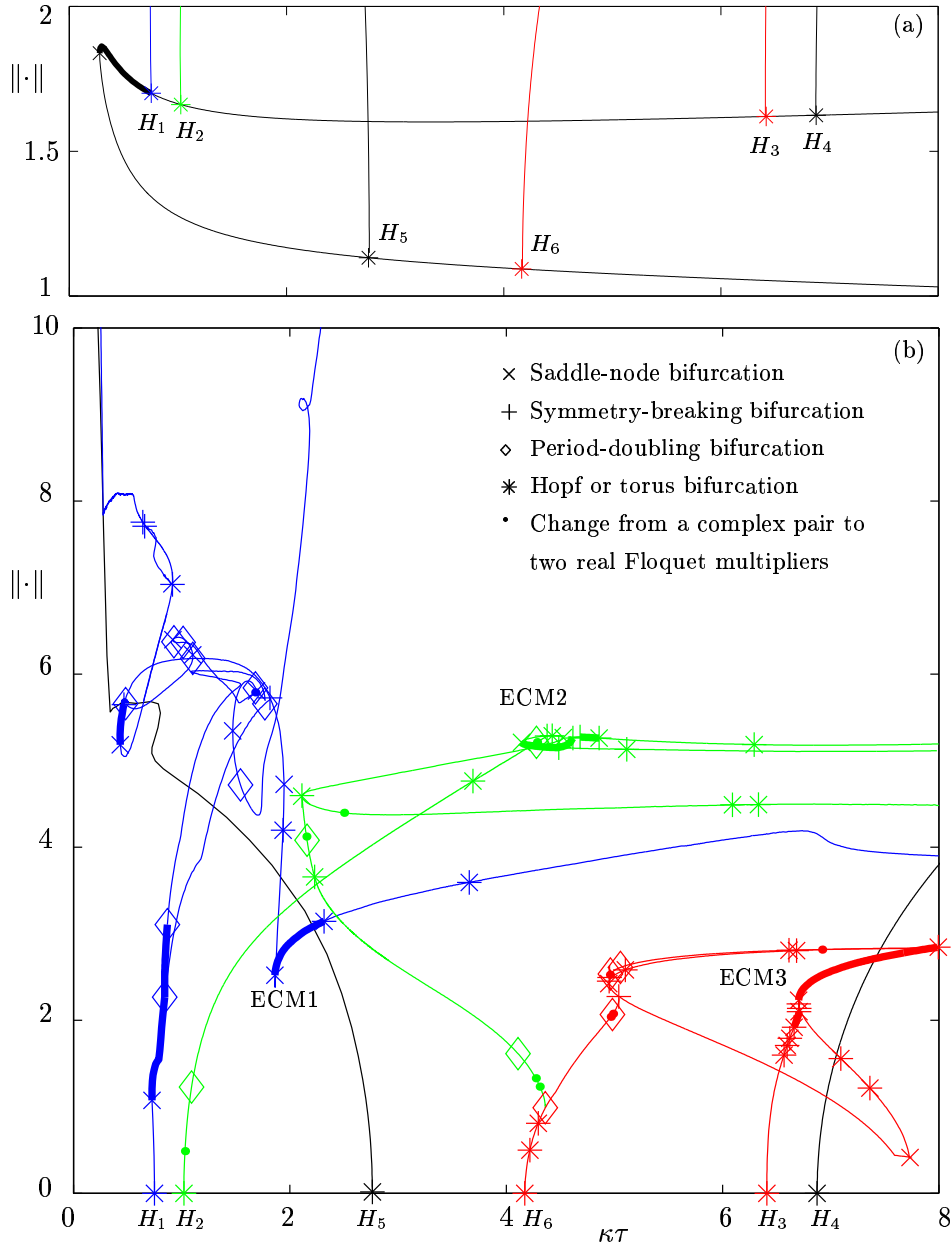 2
(a)
‖·‖
H₁
H₂
H₃
H₄
1.5
H₅
H₆
1
10
(b)
× Saddle-node bifurcation
+ Symmetry-breaking bifurcation
◇ Period-doubling bifurcation
✳ Hopf or torus bifurcation
• Change from a complex pair to
two real Floquet multipliers
8
‖·‖
6
ECM2
4
ECM1
ECM3
2
0
0
H₁
H₂
2
H₅
4
H₆
κτ
6
H₃
H₄
8